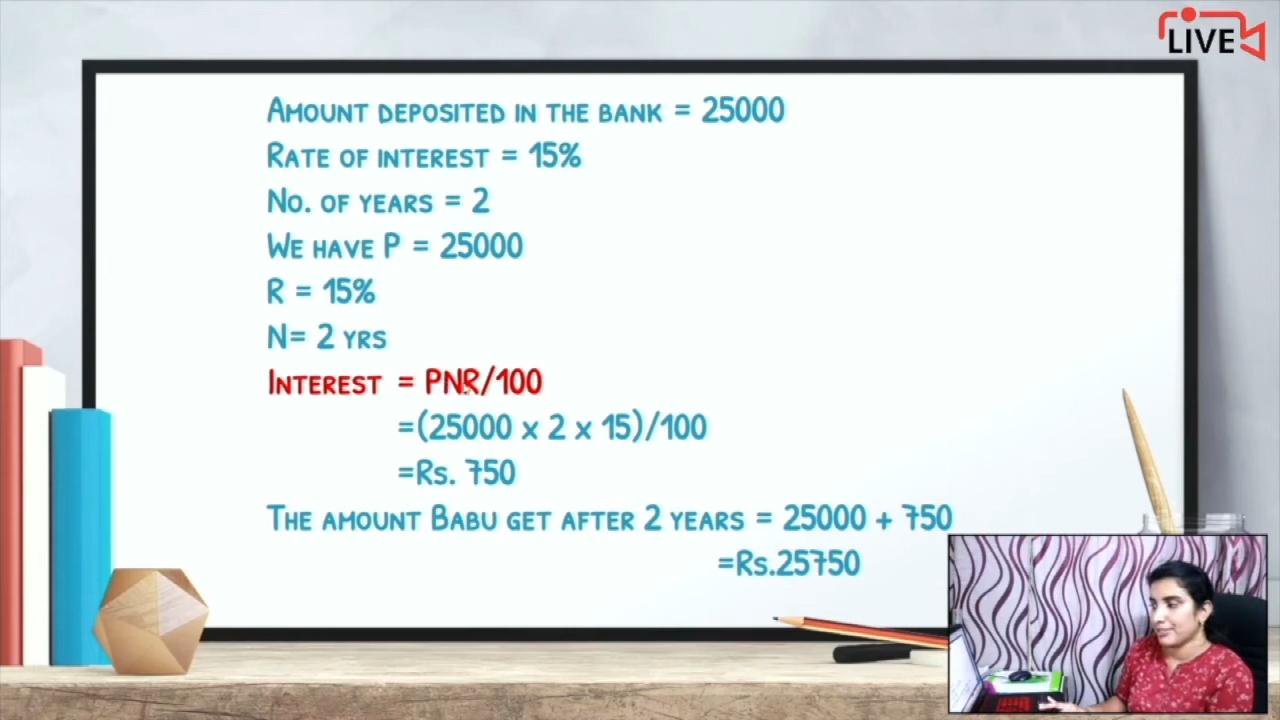 LIVE
AMOUNT DEPOSITED IN THE BANK = 25000
RATE OF INTEREST = 15%
NO. OF YEARS = 2
WE HAVE P = 25000
R = 15%
N= 2 YRS
INTEREST = PNR/100
=(25000 x 2 x 15)/100
=RS. 750
THE AMOUNT BABU GET AFTER 2 YEARS = 25000 + 750
=RS.25750